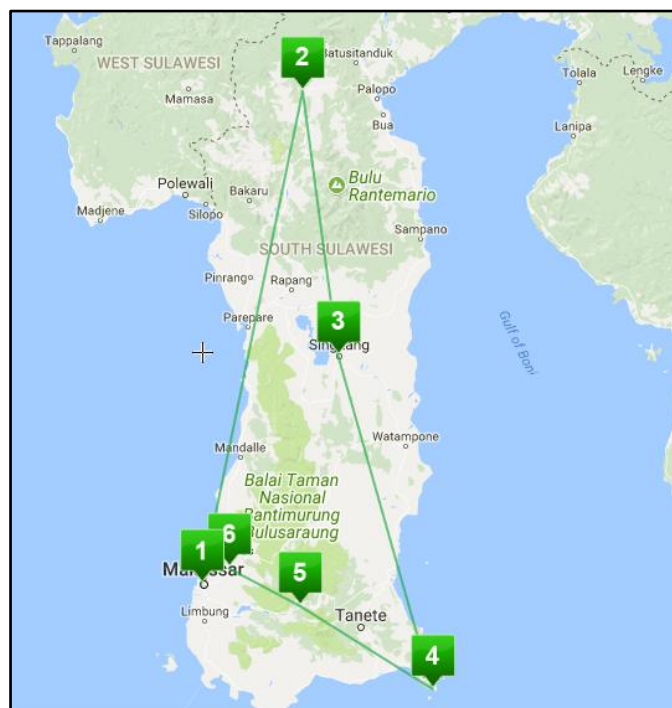 Tappalang
WEST SULAWESI
2
Batusitanduk
Mamasa
Palopo
Bua
Tolala
Lengke
Lanipa
Polewali
Bakaru
Bulu
Rantemario
Madjene
Silopo
Sampano
SOUTH SULAWESI
Pinrang
Rapang
Parepare
3
Gulf of Boni
Watampone
Mandalle
Balai Taman
Nasional
Bantimurung
Bulusaraung
6
1
5
Limbung
Tanete
4